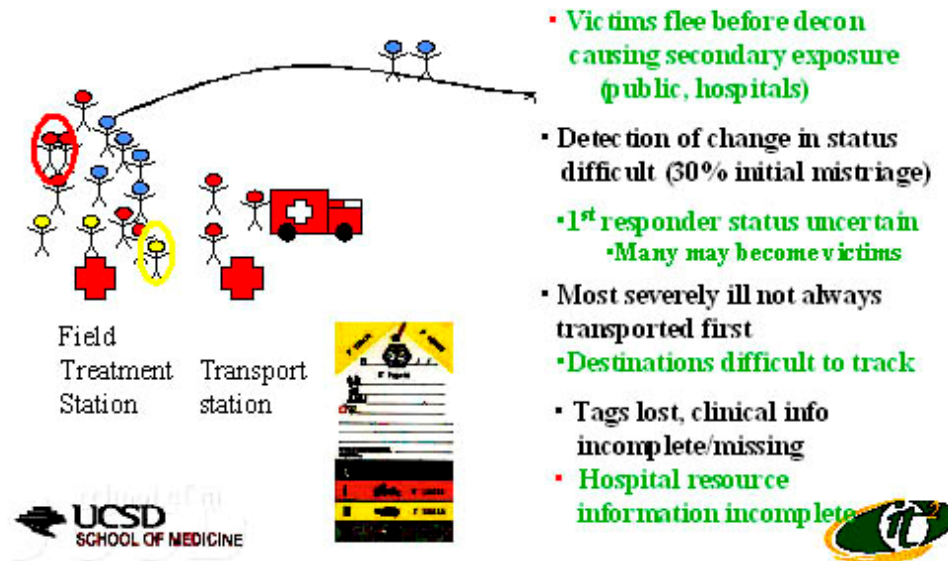 ▪ Victims flee before decon
causing secondary exposure
(public, hospitals)
▪ Detection of change in status
difficult (30% initial mistriage)
▪1st responder status uncertain
▪Many may become victims
▪ Most severely ill not always
transported first
▪Destinations difficult to track
▪ Tags lost, clinical info
incomplete/missing
▪ Hospital resource
information incomplete
Field
Treatment
Station
Transport
station
UCSD
SCHOOL OF MEDICINE
it2